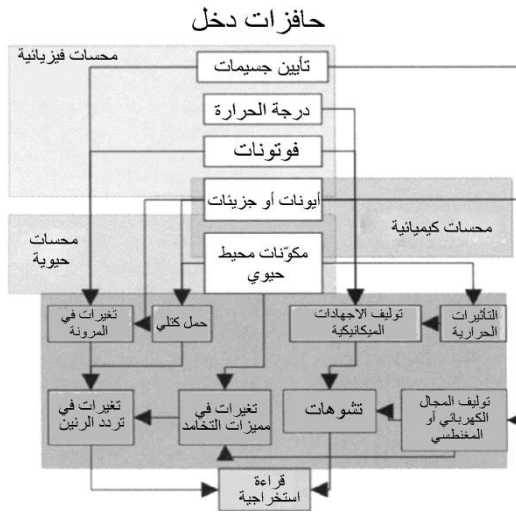 حافزات دخل
محسات فيزيائية
تأيين جسيمات
درجة الحرارة
فوتونات
أيونات أو جزيئات
محسات كيميائية
محسات
حيوية
مكوّنات محيط
حيوي
تغيرات في
المرونة
حمل كتلي
توليف الاجهادات
الميكانيكية
التأثيرات
الحرارية
تغيرات في
تردد الرنين
تغيرات في
مميزات التخامد
تشوهات
توليف المجال
الكهربائي أو
المغنطسي
قراءة
استخراجية